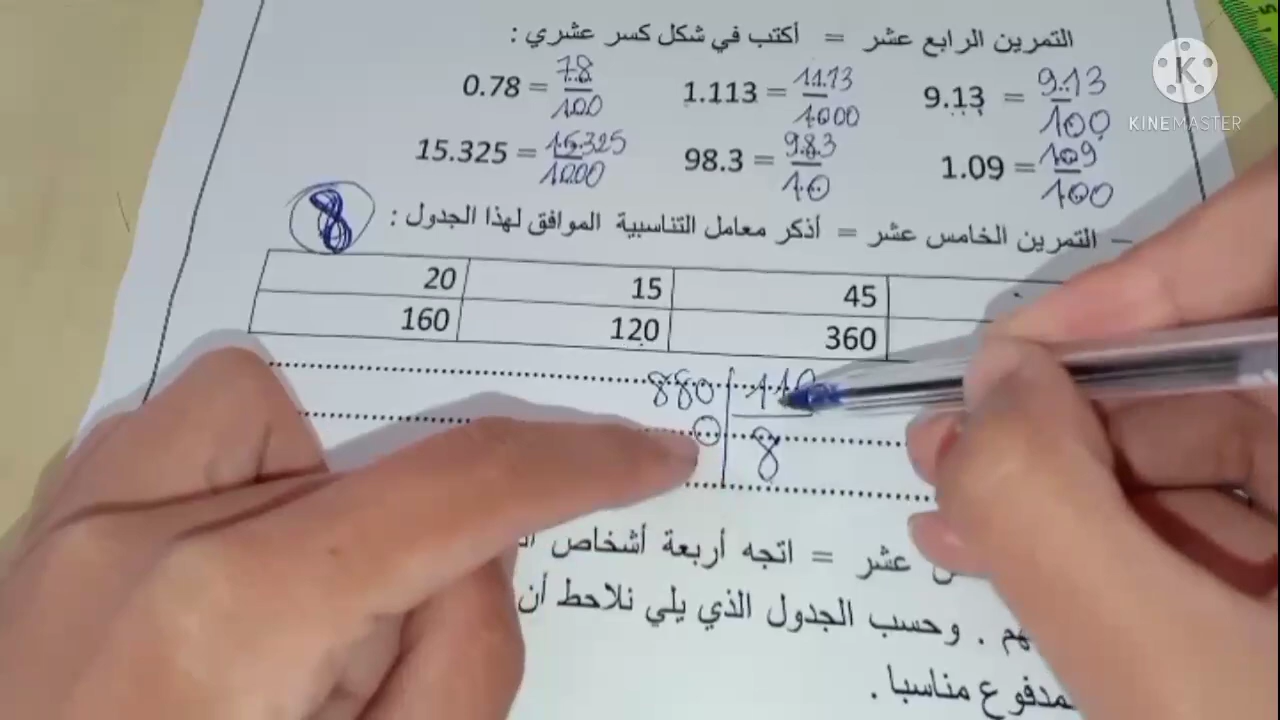 التمرين الرابع عشر = أكتب في شكل كسر عشري :
9.13 = 913/100 1.113 = 1113/1000 0.78 = 78/100
1.09 = 109/100 98.3 = 983/10 15.325 = 15325/1000
– التمرين الخامس عشر = أذكر معامل التناسبية الموافق لهذا الجدول : 8
45 15 20
360 120 160
880 110
0 8
عشر = اتجه أربعة أشخاص
هم . وحسب الجدول الذي يلي نلاحظ أن
مناسبا .
KINEMASTER